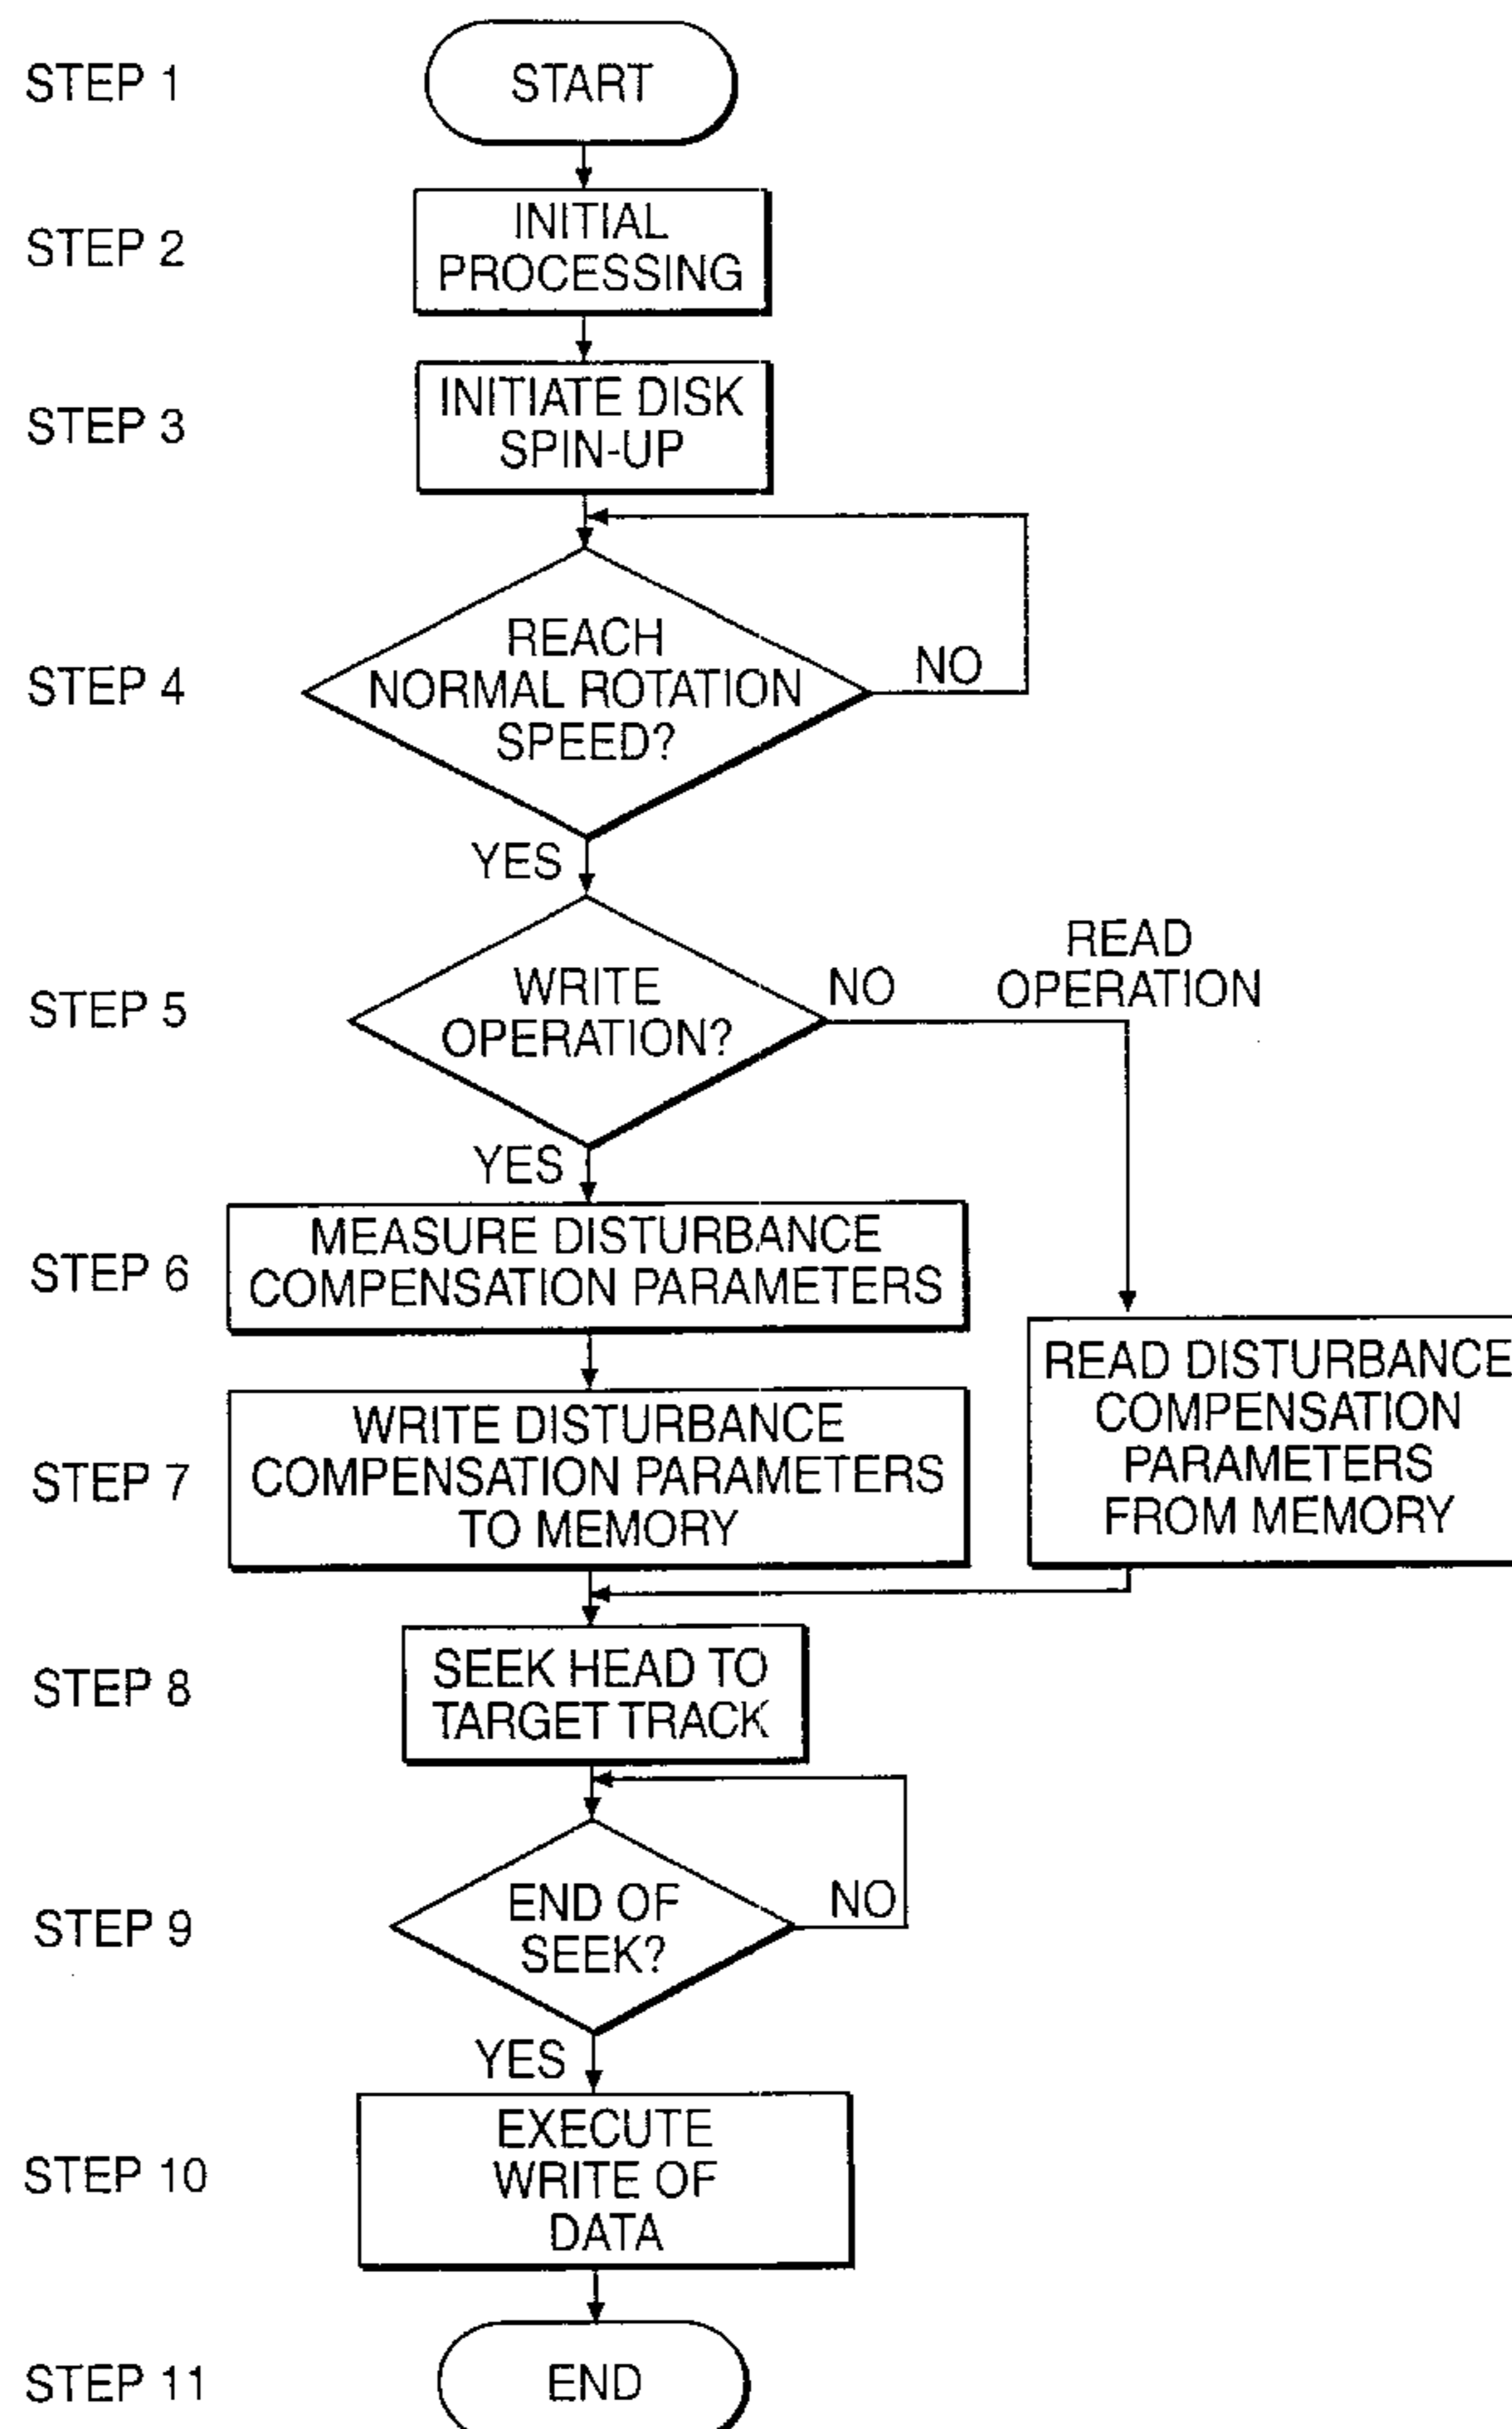 STEP 1
START
STEP 2
INITIAL
PROCESSING
STEP 3
INITIATE DISK
SPIN-UP
STEP 4
REACH
NORMAL ROTATION
SPEED?
NO
YES
STEP 5
WRITE
OPERATION?
NO
READ
OPERATION
YES
STEP 6
MEASURE DISTURBANCE
COMPENSATION PARAMETERS
STEP 7
WRITE DISTURBANCE
COMPENSATION PARAMETERS
TO MEMORY
READ DISTURBANCE
COMPENSATION
PARAMETERS
FROM MEMORY
STEP 8
SEEK HEAD TO
TARGET TRACK
STEP 9
END OF
SEEK?
NO
YES
STEP 10
EXECUTE
WRITE OF
DATA
STEP 11
END